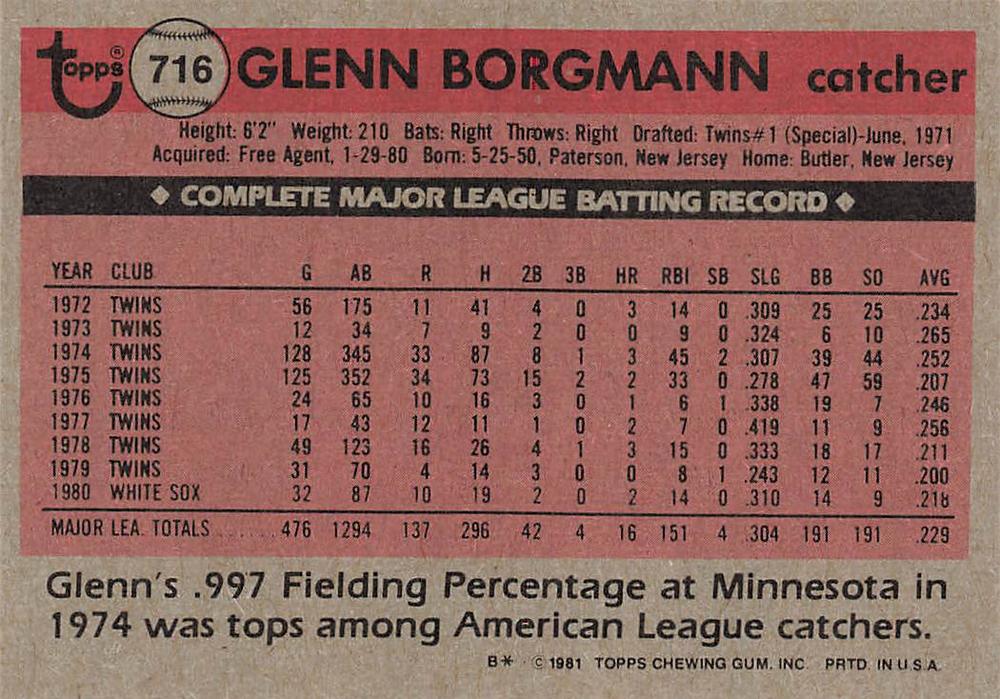 topps® 716 GLENN BORGMANN catcher
Height: 6'2" Weight: 210 Bats: Right Throws: Right Drafted: Twins#1 (Special)-June, 1971
Acquired: Free Agent, 1-29-80 Born: 5-25-50, Paterson, New Jersey Home: Butler, New Jersey
◆ COMPLETE MAJOR LEAGUE BATTING RECORD ◆
YEAR CLUB G AB R H 2B 3B HR RBI SB SLG BB SO AVG
1972 TWINS 56 175 11 41 4 0 3 14 0 .309 25 25 .234
1973 TWINS 12 34 7 9 2 0 0 9 0 .324 6 10 .265
1974 TWINS 128 345 33 87 8 1 3 45 2 .307 39 44 .252
1975 TWINS 125 352 34 73 15 2 2 33 0 .278 47 59 .207
1976 TWINS 24 65 10 16 3 0 1 6 1 .338 19 7 .246
1977 TWINS 17 43 12 11 1 0 2 7 0 .419 11 9 .256
1978 TWINS 49 123 16 26 4 1 3 15 0 .333 18 17 .211
1979 TWINS 31 70 4 14 3 0 0 8 1 .243 12 11 .200
1980 WHITE SOX 32 87 10 19 2 0 2 14 0 .310 14 9 .218
MAJOR LEA. TOTALS 476 1294 137 296 42 4 16 151 4 .304 191 191 .229
Glenn's .997 Fielding Percentage at Minnesota in
1974 was tops among American League catchers.
B* © 1981 TOPPS CHEWING GUM, INC. PRTD. IN U.S.A.